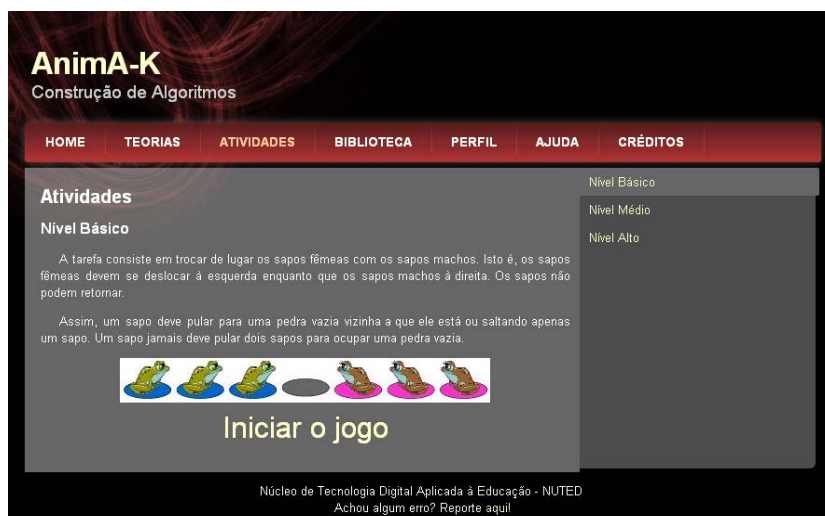 AnimA-K
Construção de Algoritmos
HOME TEORIAS ATIVIDADES BIBLIOTECA PERFIL AJUDA CRÉDITOS
Atividades
Nível Básico
A tarefa consiste em trocar de lugar os sapos fêmeas com os sapos machos. Isto é, os sapos
fêmeas devem se deslocar à esquerda enquanto que os sapos machos à direita. Os sapos não
podem retornar.
Assim, um sapo deve pular para uma pedra vazia vizinha a que ele está ou saltando apenas
um sapo. Um sapo jamais deve pular dois sapos para ocupar uma pedra vazia.
Iniciar o jogo
Nível Básico
Nível Médio
Nível Alto
Núcleo de Tecnologia Digital Aplicada à Educação - NUTED
Achou algum erro? Reporte aqui!